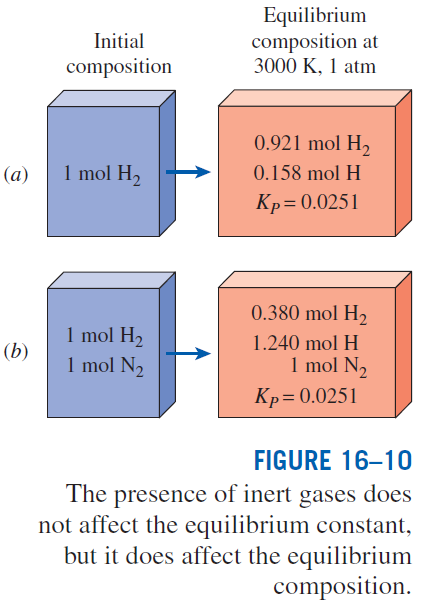 Initial
composition
Equilibrium
composition at
3000 K, 1 atm
(a)
1 mol H₂
0.921 mol H₂
0.158 mol H
K_P = 0.0251
(b)
1 mol H₂
1 mol N₂
0.380 mol H₂
1.240 mol H
1 mol N₂
K_P = 0.0251
FIGURE 16–10
The presence of inert gases does
not affect the equilibrium constant,
but it does affect the equilibrium
composition.